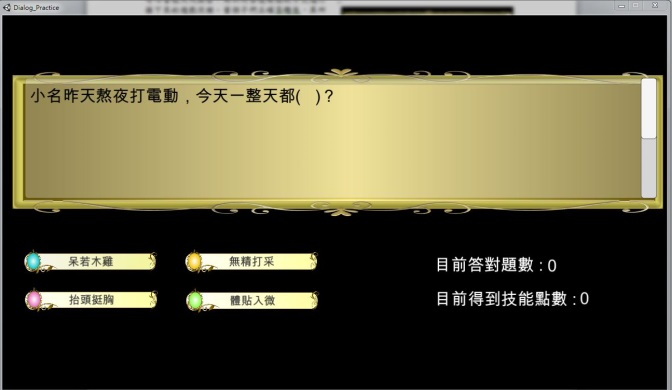 Dialog_Practice
小名昨天熬夜打電動，今天一整天都(   )？
呆若木雞
無精打采
目前答對題數 : 0
抬頭挺胸
體貼入微
目前得到技能點數 : 0